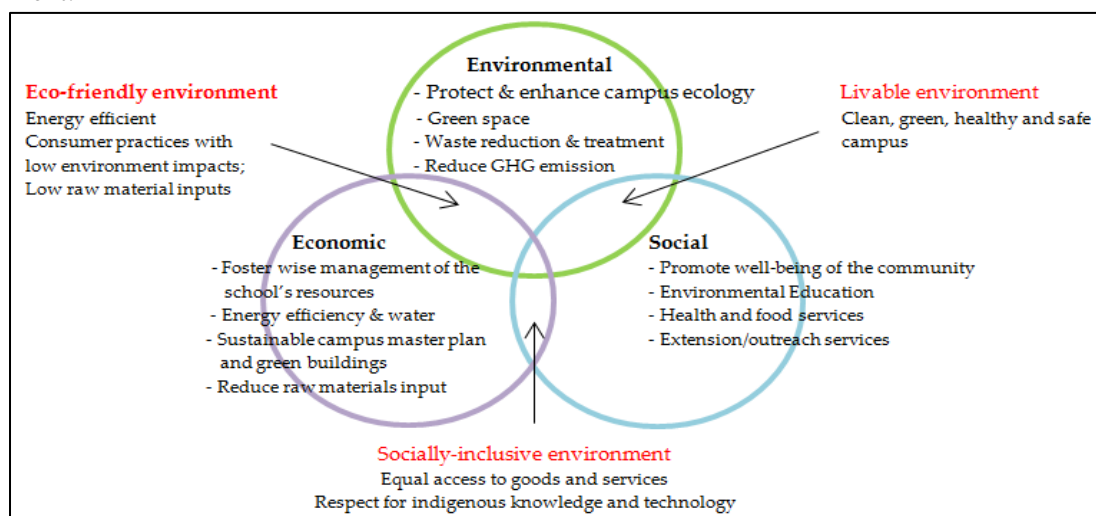 Environmental
- Protect & enhance campus ecology
- Green space
- Waste reduction & treatment
- Reduce GHG emission
Eco-friendly environment
Energy efficient
Consumer practices with
low environment impacts;
Low raw material inputs
Livable environment
Clean, green, healthy and safe
campus
Economic
- Foster wise management of the
school's resources
- Energy efficiency & water
- Sustainable campus master plan
and green buildings
- Reduce raw materials input
Social
- Promote well-being of the community
- Environmental Education
- Health and food services
- Extension/outreach services
Socially-inclusive environment
Equal access to goods and services
Respect for indigenous knowledge and technology